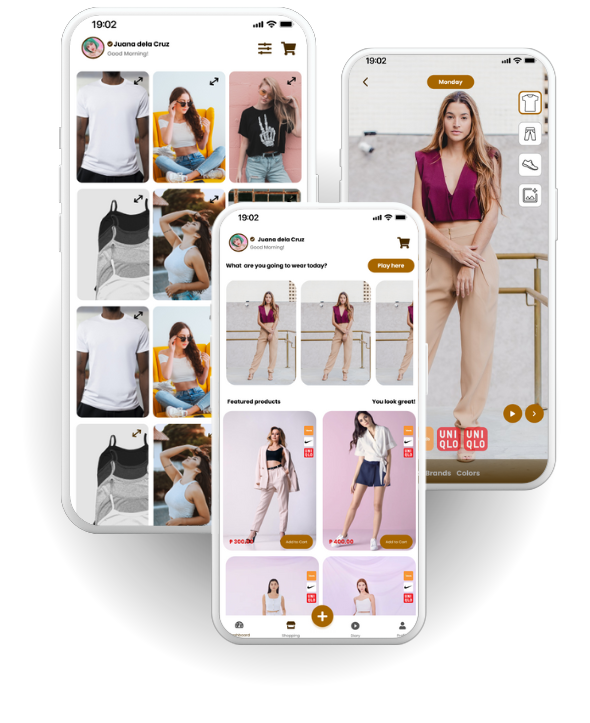 19:02
Juana dela Cruz
Good Morning!
19:02
Monday
UNI
QLO
UNI
QLO
Brands Colors
19:02
Juana dela Cruz
Good Morning!
What are you going to wear today?
Play here
Featured products
You look great!
UNI
QLO
UNI
QLO
₱ 300.00
Add to Cart
₱ 400.00
Add to Cart
UNI
QLO
UNI
QLO
Shopping